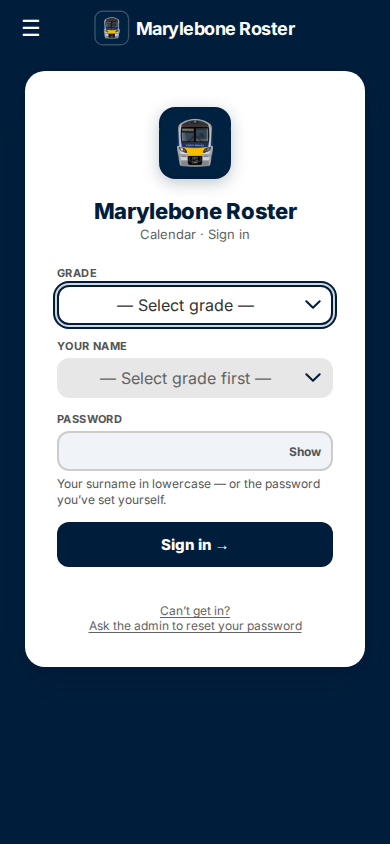 ☰ Marylebone Roster
Marylebone Roster
Calendar · Sign in
GRADE
— Select grade —
YOUR NAME
— Select grade first —
PASSWORD
Show
Your surname in lowercase — or the password
you’ve set yourself.
Sign in →
Can’t get in?
Ask the admin to reset your password